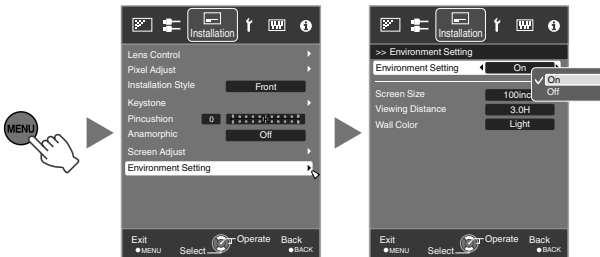 MENU
Installation
Lens Control
Pixel Adjust
Installation Style Front
Keystone
Pincushion 0
Anamorphic Off
Screen Adjust
Environment Setting
Exit Operate Back
●MENU Select ●BACK
Installation
>> Environment Setting
Environment Setting On
On
Off
Screen Size
Viewing Distance 3.0H
Wall Color Light
Exit Operate Back
●MENU Select ●BACK